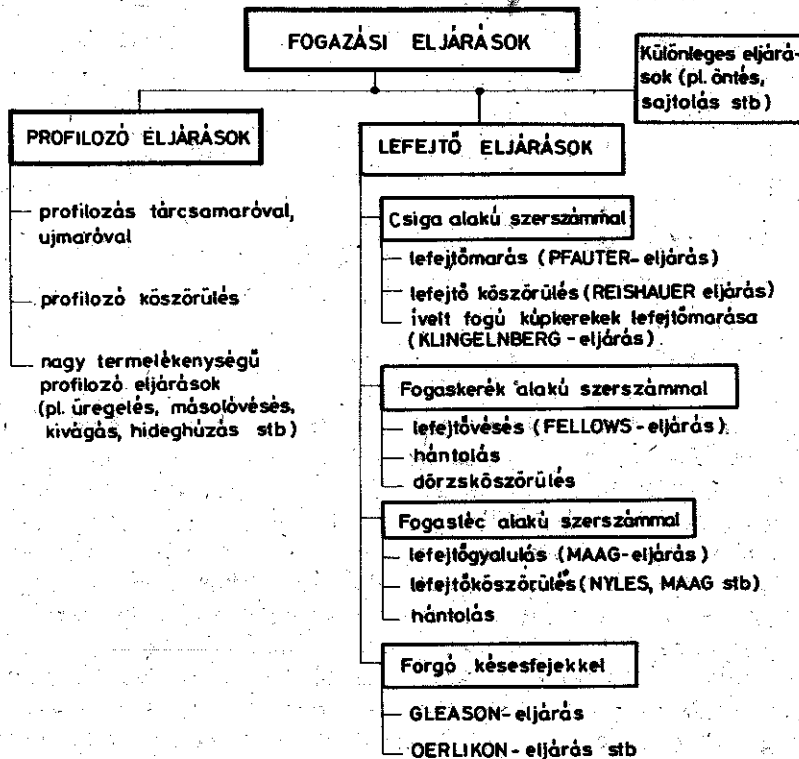 FOGAZÁSI ELJÁRÁSOK
Különleges eljárá-
sok (pl. öntés,
sajtolás stb)
PROFILOZÓ ELJÁRÁSOK
profilozás tárcsamaróval,
ujmaróval
profilozó köszörülés
nagy termelékenységű
profilozó eljárások
(pl. üregelés, másolóvésés,
kivágás, hideghúzás stb)
LEFEJTŐ ELJÁRÁSOK
Csiga alakú szerszámmal
lefejtőmarás (PFAUTER-eljárás)
lefejtő köszörülés (REISHAUER eljárás)
ívelt fogú kúpkerekek lefejtőmarása
(KLINGELNBERG-eljárás)
Fogaskerék alakú szerszámmal
lefejtővésés (FELLOWS-eljárás)
hántolás
dörzsköszörülés
Fogasléc alakú szerszámmal
lefejtőgyalulás (MAAG-eljárás)
lefejtőköszörülés (NYLES, MAAG stb)
hántolás
Forgó késesfejekkel
GLEASON-eljárás
OERLIKON-eljárás stb